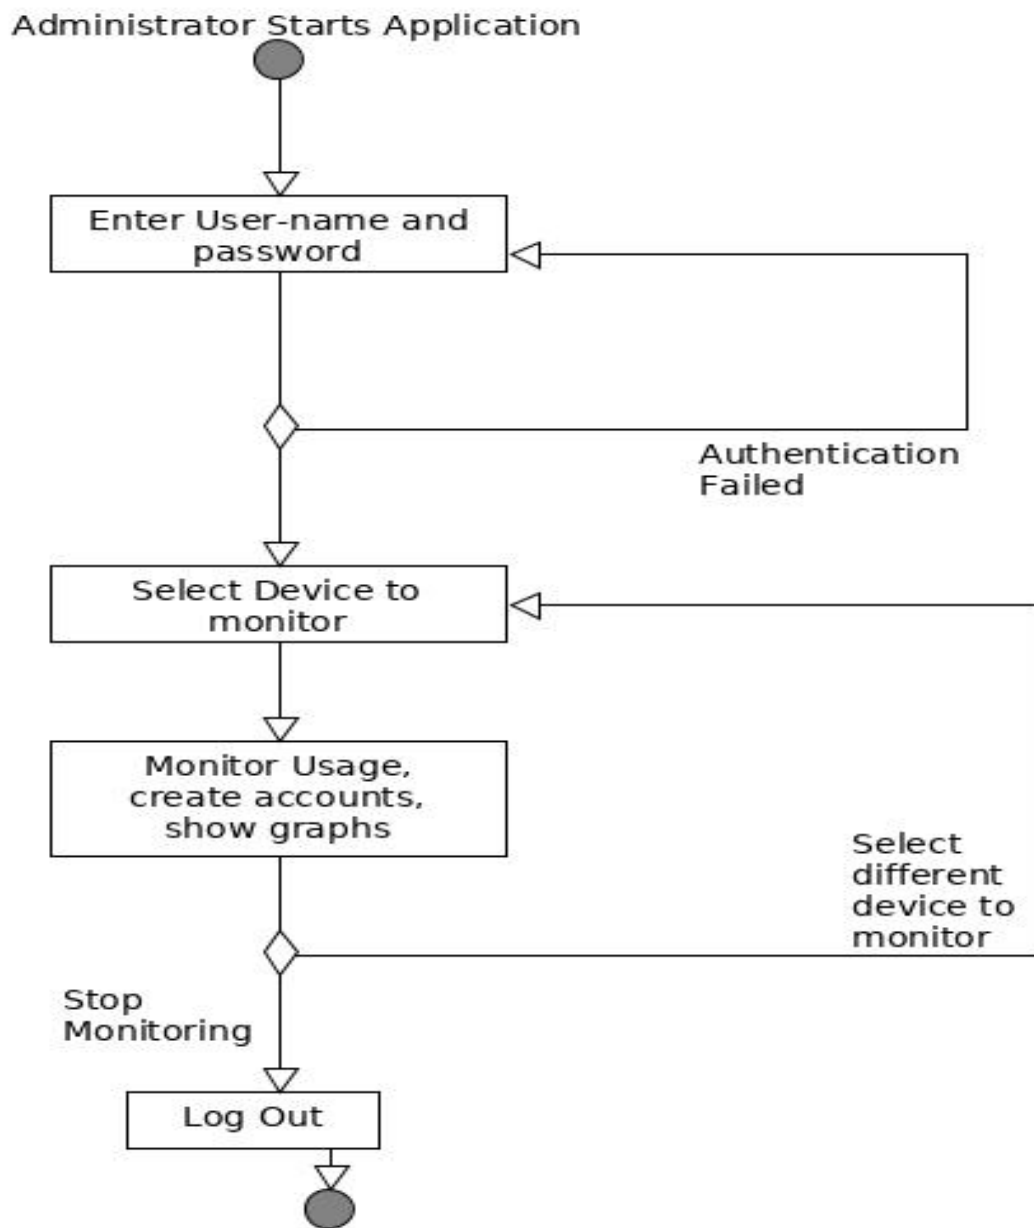 Administrator Starts Application
Enter User-name and
password
Authentication
Failed
Select Device to
monitor
Monitor Usage,
create accounts,
show graphs
Select
different
device to
monitor
Stop
Monitoring
Log Out